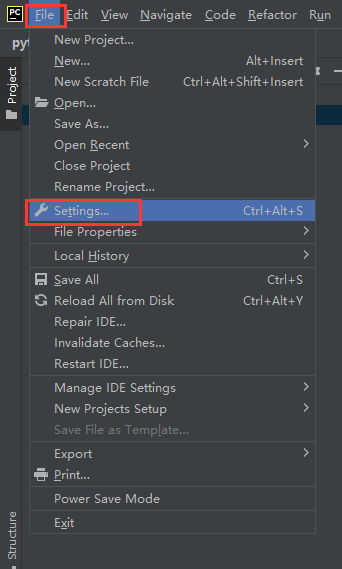 PC File Edit View Navigate Code Refactor Run
py
Project
New Project...
New... Alt+Insert
New Scratch File Ctrl+Alt+Shift+Insert
Open...
Save As...
Open Recent
Close Project
Rename Project...
Settings... Ctrl+Alt+S
File Properties
Local History
Save All Ctrl+S
Reload All from Disk Ctrl+Alt+Y
Repair IDE...
Invalidate Caches...
Restart IDE...
Manage IDE Settings
New Projects Setup
Save File as Template...
Export
Print...
Power Save Mode
Exit
Structure